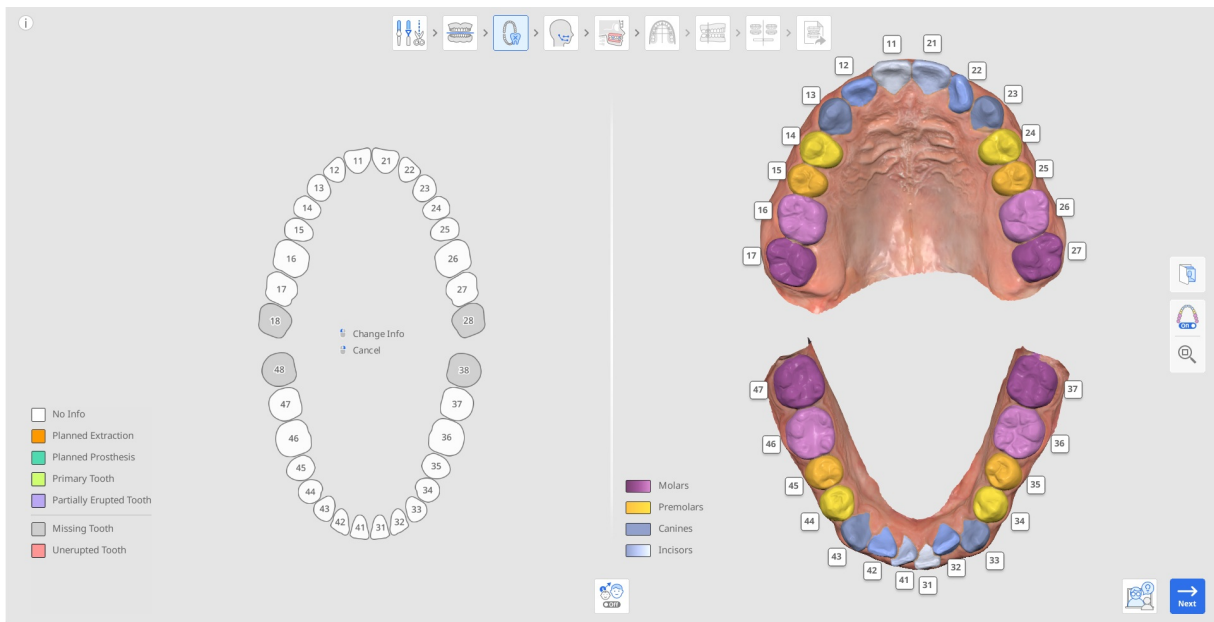 i
11 21
12 22
13 23
14 24
15 25
16 26
17 27
18 28
Change Info
Cancel
48 38
47 37
46 36
45 35
44 34
43 33
42 41 31 32
No Info
Planned Extraction
Planned Prosthesis
Primary Tooth
Partially Erupted Tooth
Missing Tooth
Unerupted Tooth
11 21
12 22
13 23
14 24
15 25
16 26
17 27
47 37
46 36
45 35
44 34
43 33
42 32
41 31
Molars
Premolars
Canines
Incisors
On
Off
Next